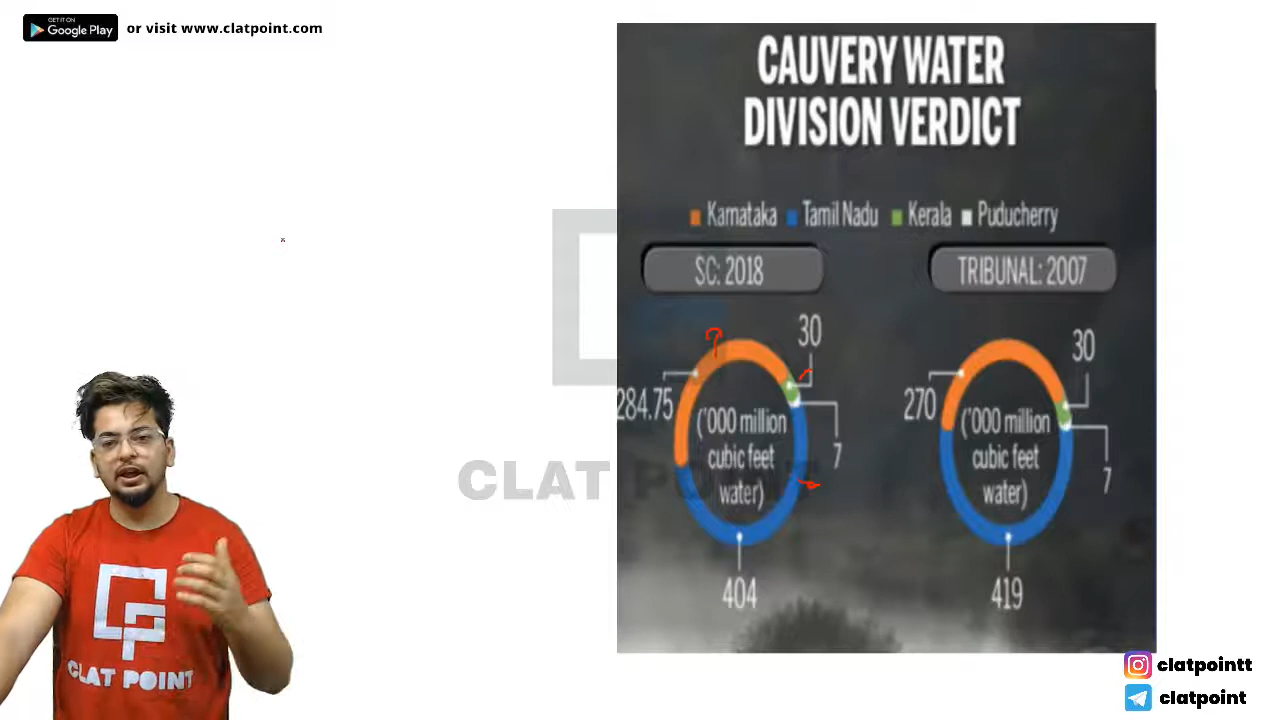 GET IT ON
Google Play
or visit www.clatpoint.com
CAUVERY WATER
DIVISION VERDICT
Karnataka Tamil Nadu Kerala Puducherry
SC: 2018
TRIBUNAL: 2007
30
284.75
('000 million
cubic feet
water)
7
404
30
270
('000 million
cubic feet
water)
7
419
CLAT POINT
CLAT POINT
clatpointt
clatpoint